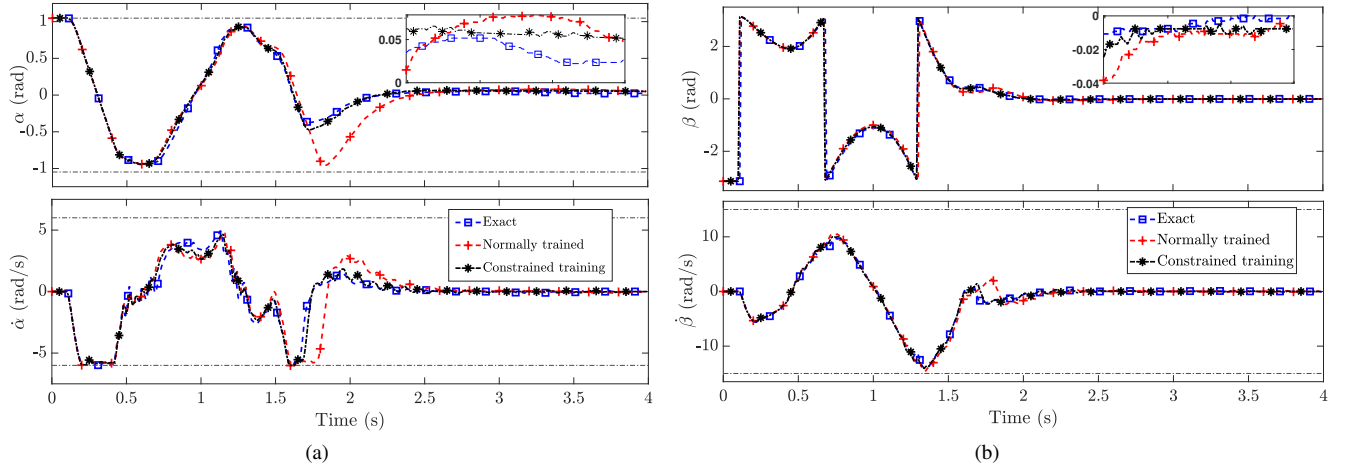 1
0.5
0
-0.5
-1
-α (rad)
0.05
0
5
0
-5
α̇ (rad/s)
Exact
Normally trained
Constrained training
0 0.5 1 1.5 2 2.5 3 3.5 4
Time (s)
(a)
2
0
-2
β (rad)
0
-0.02
-0.04
10
0
-10
β̇ (rad/s)
Exact
Normally trained
Constrained training
0 0.5 1 1.5 2 2.5 3 3.5 4
Time (s)
(b)